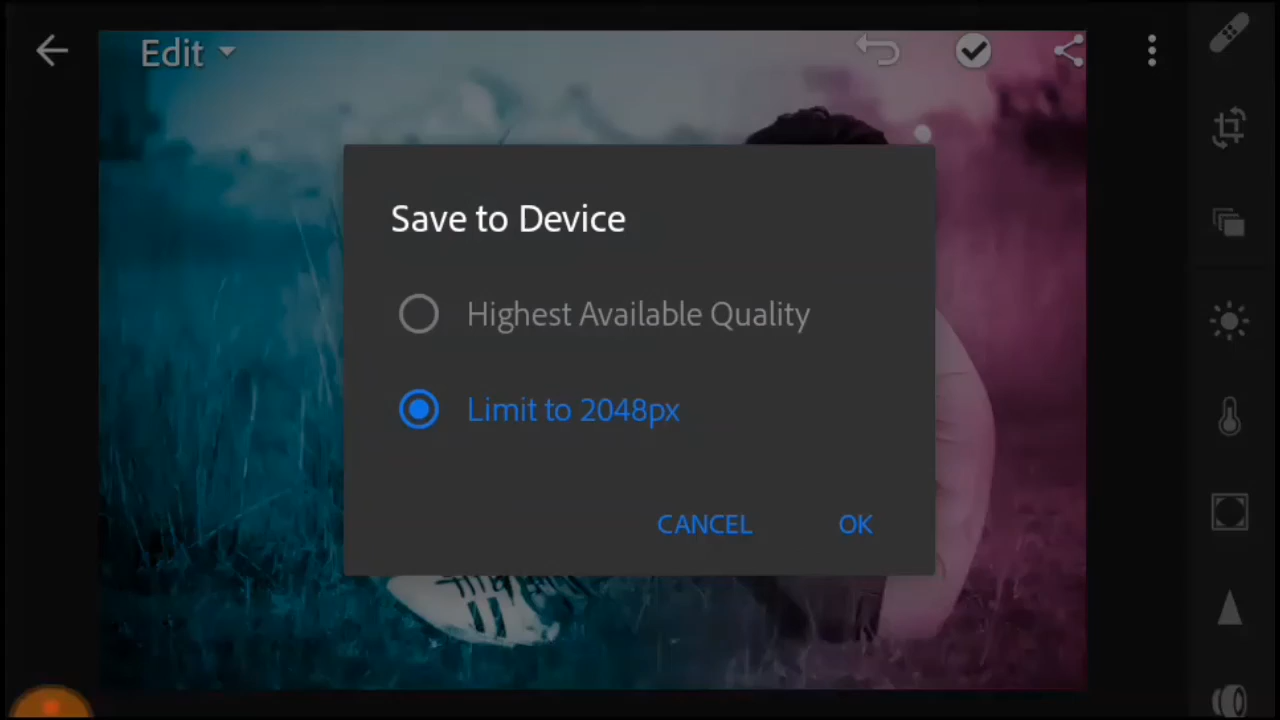 Edit
Save to Device
Highest Available Quality
Limit to 2048px
CANCEL OK